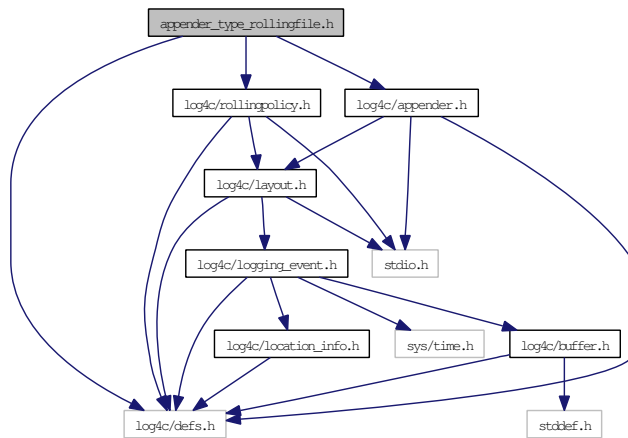 appender_type_rollingfile.h
log4c/rollingpolicy.h
log4c/appender.h
log4c/layout.h
log4c/logging_event.h
stdio.h
log4c/location_info.h
sys/time.h
log4c/buffer.h
log4c/defs.h
stddef.h